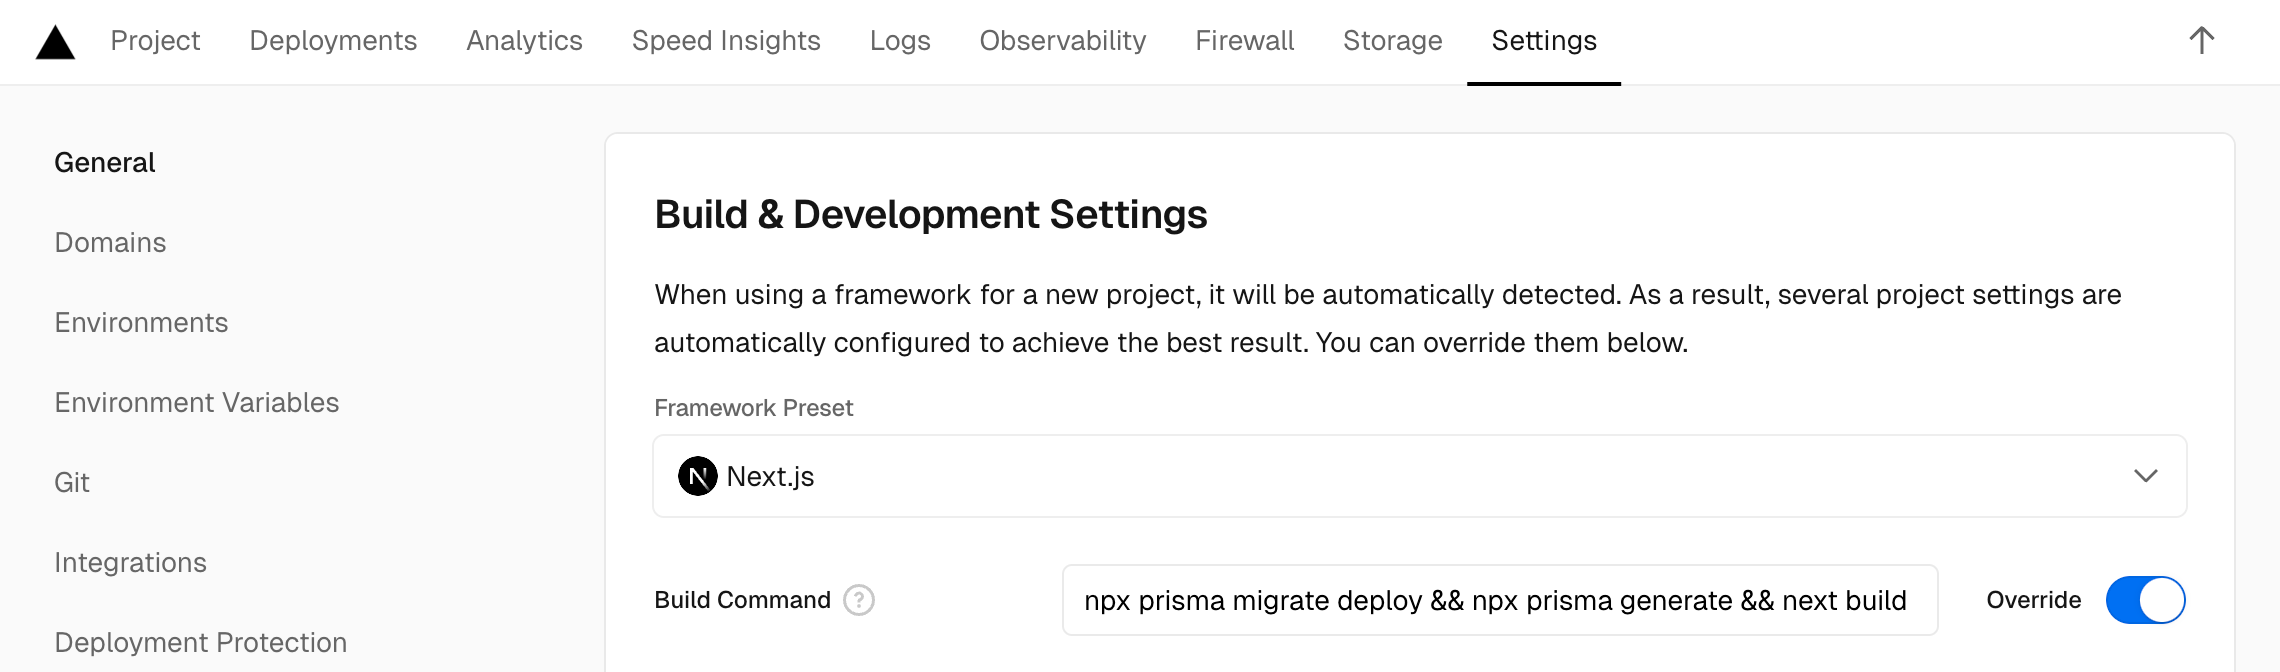 Project Deployments Analytics Speed Insights Logs Observability Firewall Storage Settings
General
Domains
Environments
Environment Variables
Git
Integrations
Deployment Protection
Build & Development Settings
When using a framework for a new project, it will be automatically detected. As a result, several project settings are
automatically configured to achieve the best result. You can override them below.
Framework Preset
N Next.js
Build Command ? npx prisma migrate deploy && npx prisma generate && next build Override